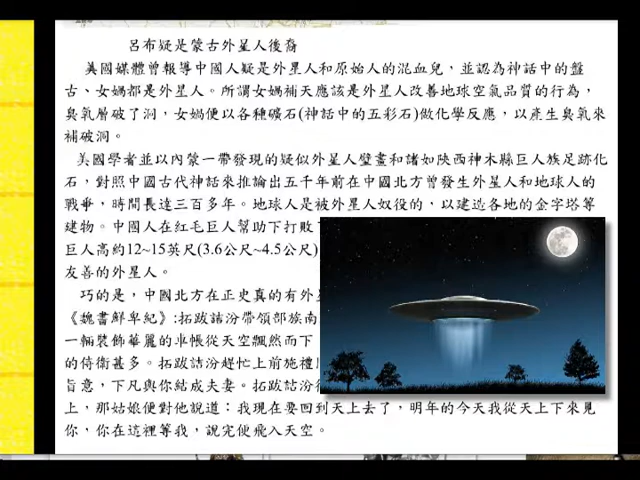 呂布疑是蒙古外星人後裔
美國媒體曾報導中國人疑是外星人和原始人的混血兒，並認為神話中的盤
古、女媧都是外星人。所謂女媧補天應該是外星人改善地球空氣品質的行為，
臭氧層破了洞，女媧便以各種礦石(神話中的五彩石)做化學反應，以產生臭氧來
補破洞。
美國學者並以內蒙一帶發現的疑似外星人壁畫和諸如陝西神木縣巨人族足跡化
石，對照中國古代神話來推論出五千年前在中國北方曾發生外星人和地球人的
戰爭，時間長達三百多年。地球人是被外星人奴役的，以建造各地的金字塔等
建物。中國人在紅毛巨人幫助下打敗了
巨人高約12~15英尺(3.6公尺~4.5公尺)
友善的外星人。
巧的是，中國北方在正史真的有外星
《魏書鮮卑紀》:拓跋詰汾帶領部族南
一輛裝飾華麗的車帳從天空飄然而下
的侍衛甚多。拓跋詰汾趕忙上前施禮
旨意，下凡與你結成夫妻。拓跋詰汾
上，那姑娘便對他說道：我現在要回到天上去了，明年的今天我從天上下來見
你，你在這裡等我，說完便飛入天空。